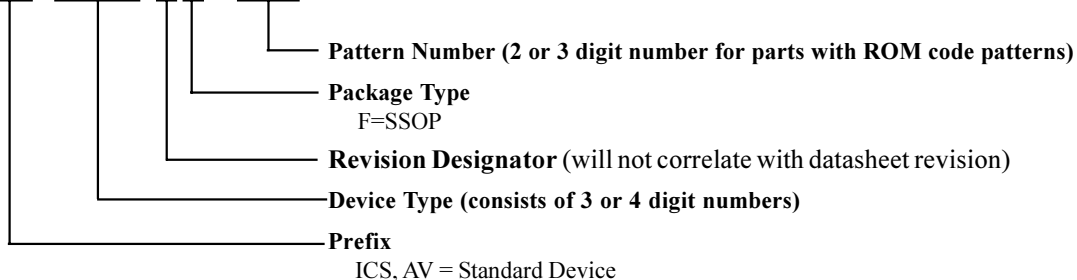 Pattern Number (2 or 3 digit number for parts with ROM code patterns)
Package Type
F=SSOP
Revision Designator (will not correlate with datasheet revision)
Device Type (consists of 3 or 4 digit numbers)
Prefix
ICS, AV = Standard Device